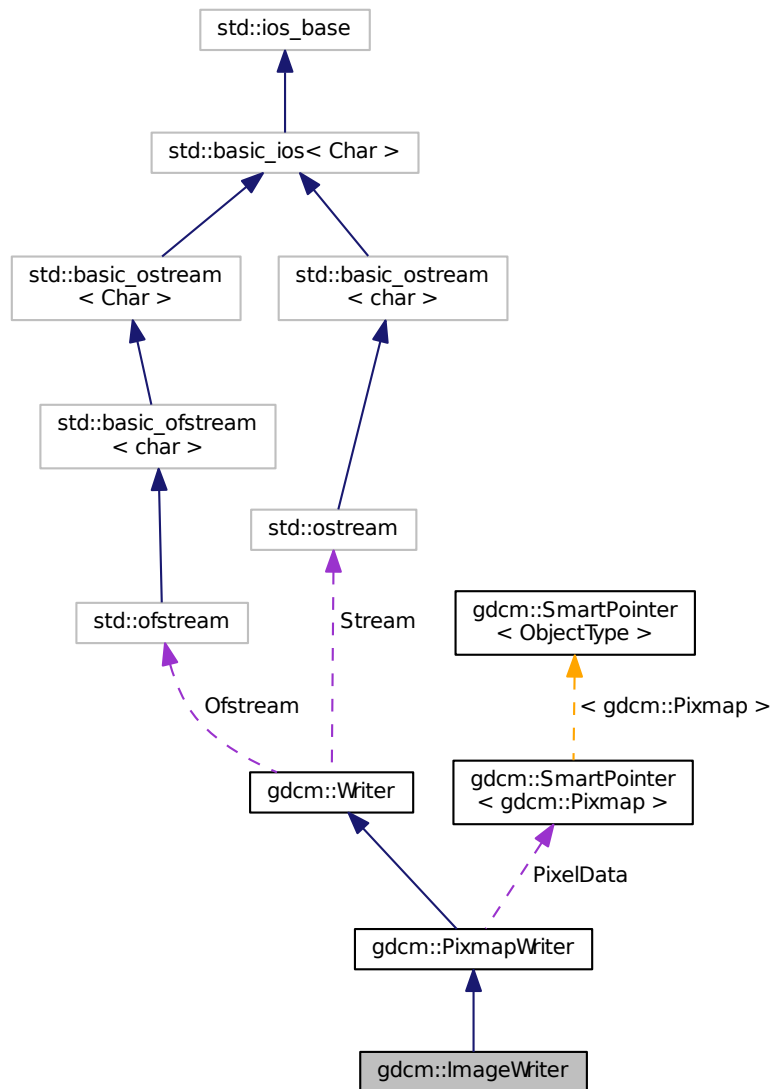 std::ios_base
std::basic_ios< Char >
std::basic_ostream
< Char >
std::basic_ostream
< char >
std::basic_ofstream
< char >
std::ostream
std::ofstream
Stream
gdcm::SmartPointer
< ObjectType >
Ofstream
< gdcm::Pixmap >
gdcm::Writer
gdcm::SmartPointer
< gdcm::Pixmap >
PixelData
gdcm::PixmapWriter
gdcm::ImageWriter